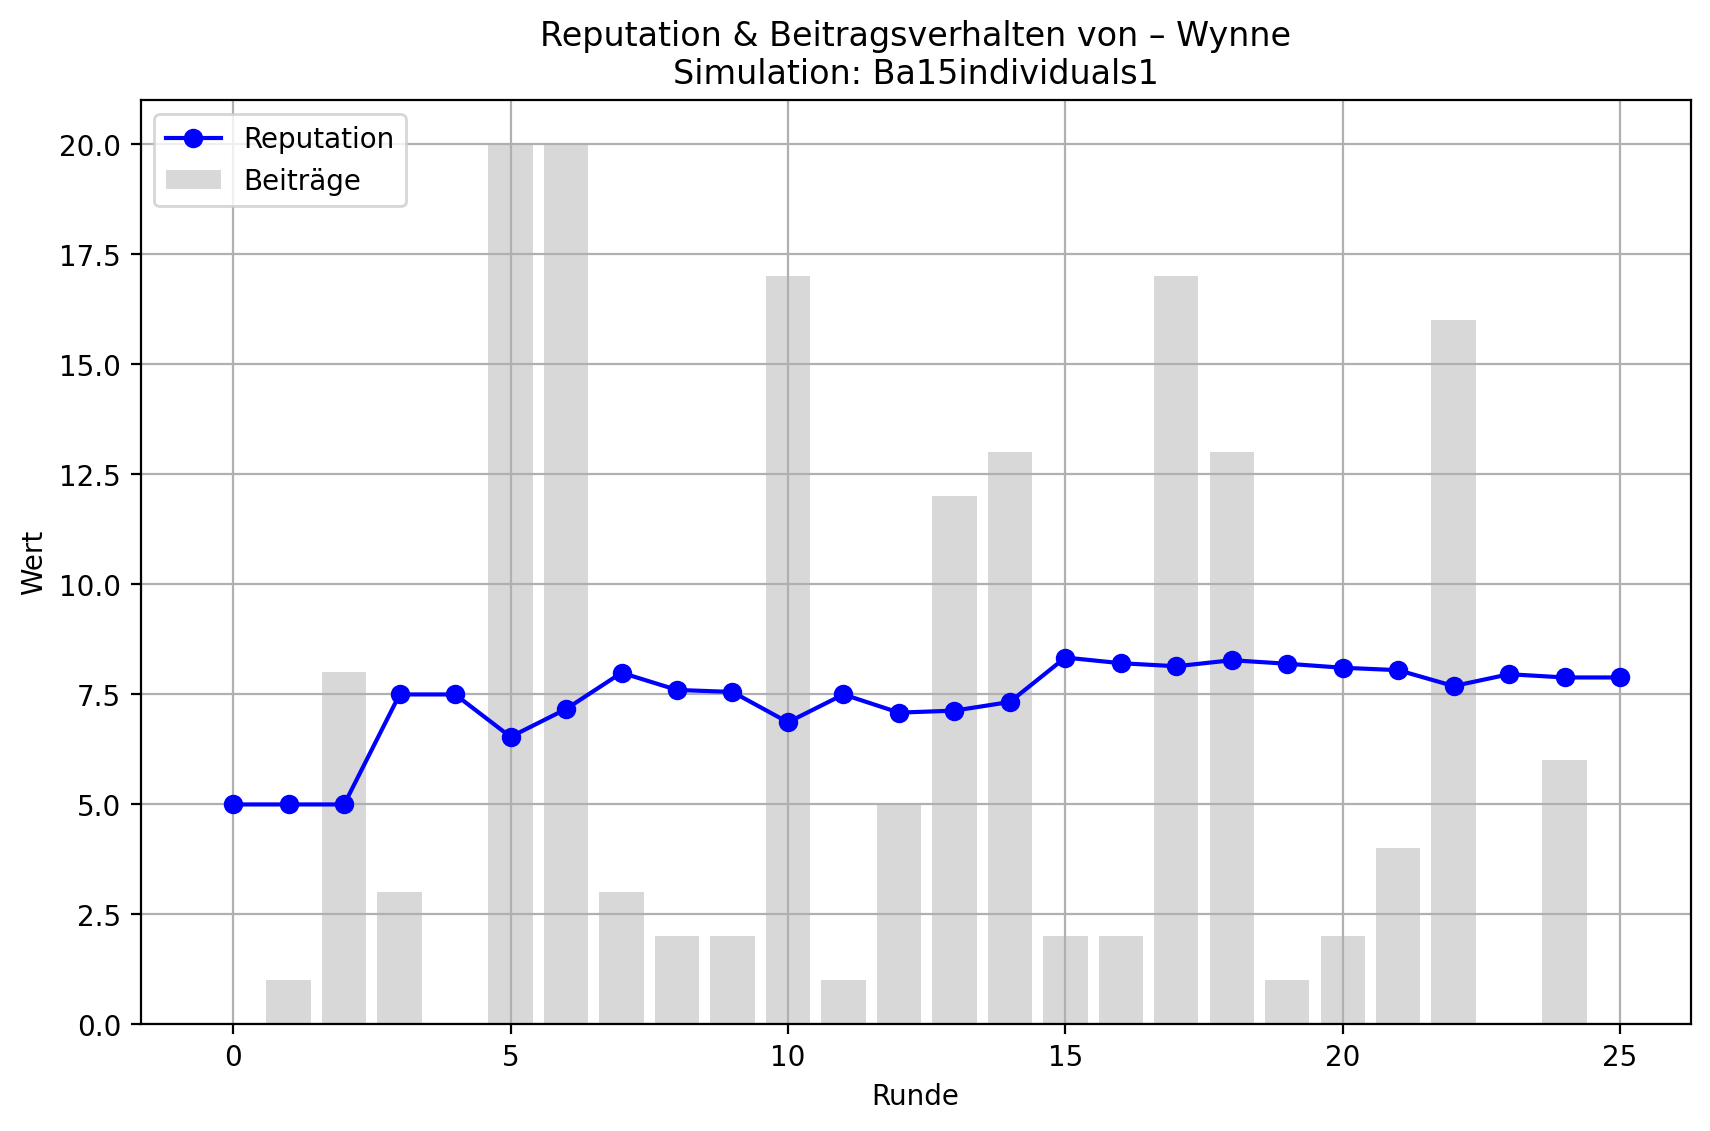 Reputation & Beitragsverhalten von – Wynne
Simulation: Ba15individuals1
Reputation
Beiträge
20.0
17.5
15.0
12.5
10.0
7.5
5.0
2.5
0.0
Wert
0 5 10 15 20 25
Runde